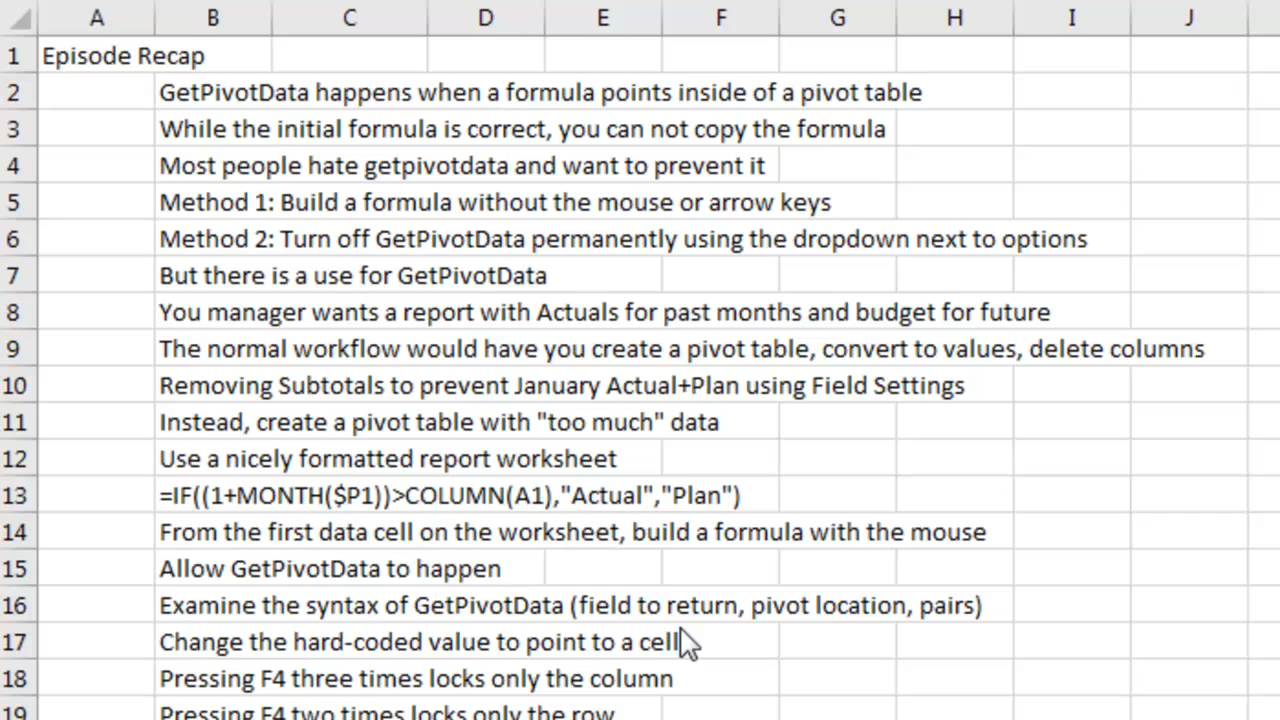 A B C D E F G H I J
1 Episode Recap
2 GetPivotData happens when a formula points inside of a pivot table
3 While the initial formula is correct, you can not copy the formula
4 Most people hate getpivotdata and want to prevent it
5 Method 1: Build a formula without the mouse or arrow keys
6 Method 2: Turn off GetPivotData permanently using the dropdown next to options
7 But there is a use for GetPivotData
8 You manager wants a report with Actuals for past months and budget for future
9 The normal workflow would have you create a pivot table, convert to values, delete columns
10 Removing Subtotals to prevent January Actual+Plan using Field Settings
11 Instead, create a pivot table with "too much" data
12 Use a nicely formatted report worksheet
13 =IF((1+MONTH($P1))>COLUMN(A1),"Actual","Plan")
14 From the first data cell on the worksheet, build a formula with the mouse
15 Allow GetPivotData to happen
16 Examine the syntax of GetPivotData (field to return, pivot location, pairs)
17 Change the hard-coded value to point to a cell
18 Pressing F4 three times locks only the column
19 Pressing F4 two times locks only the row